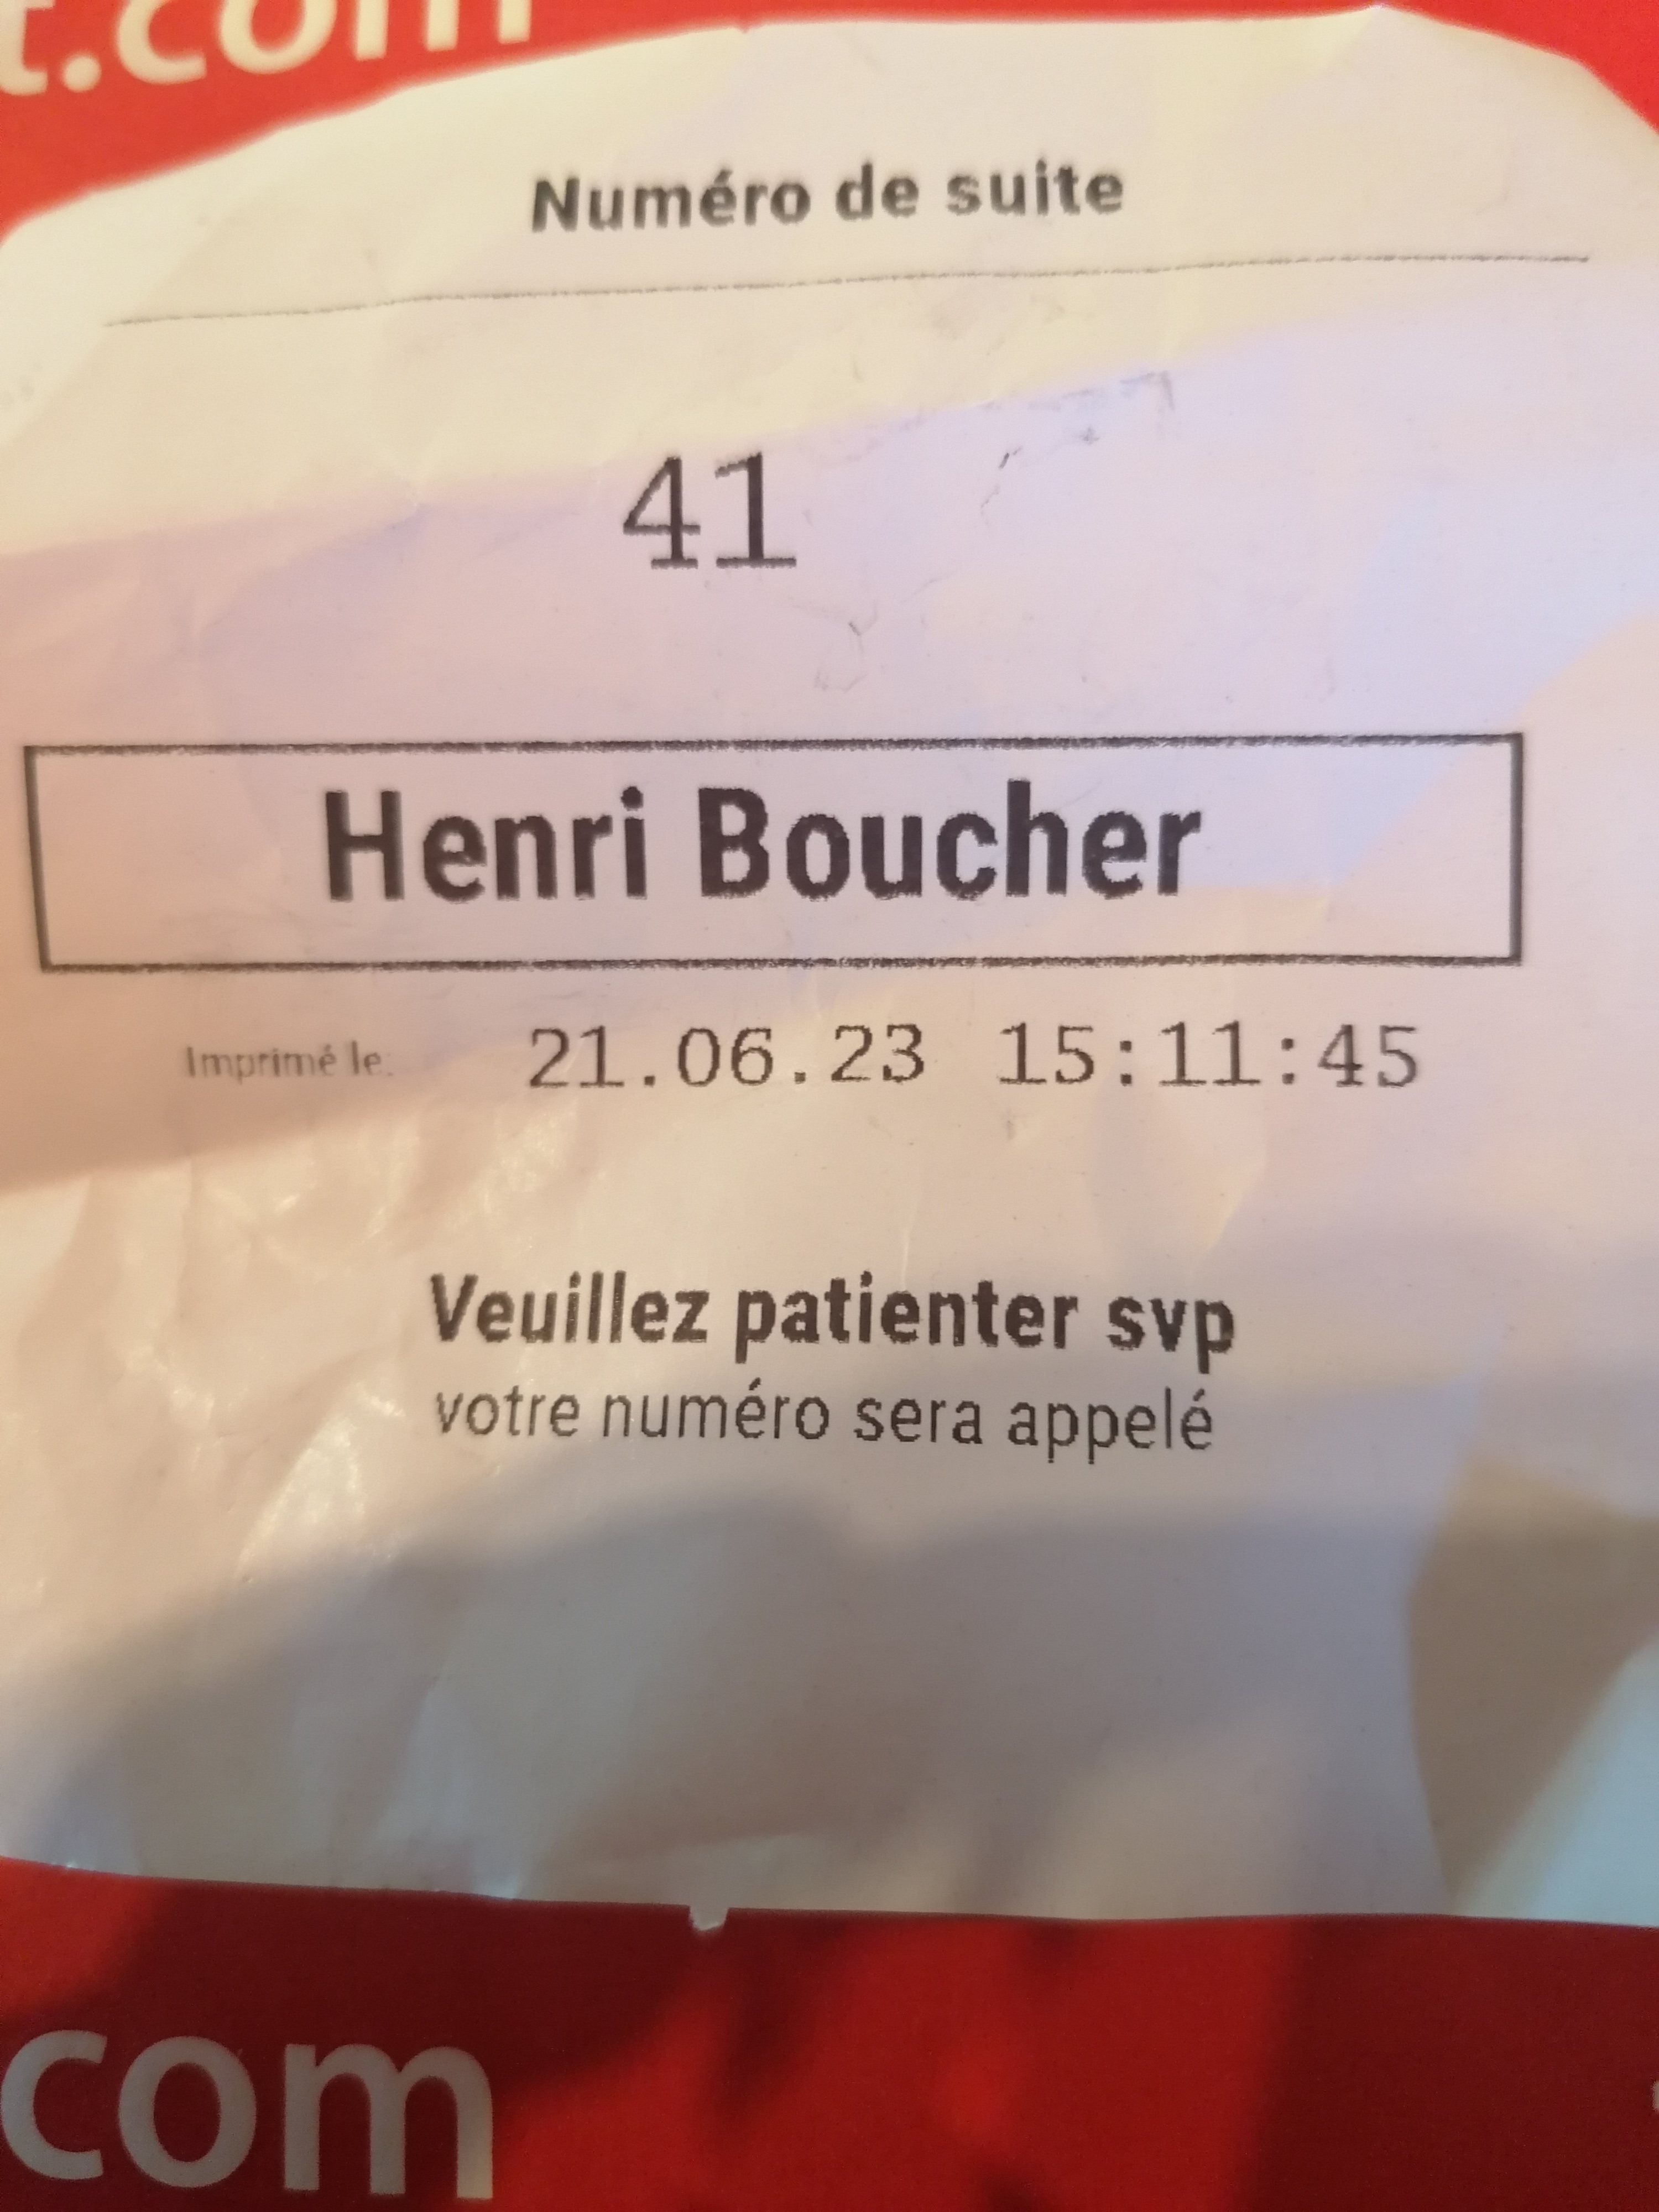 t.com
Numéro de suite
41
Henri Boucher
Imprimé le: 21.06.23 15:11:45
Veuillez patienter svp
votre numéro sera appelé
com